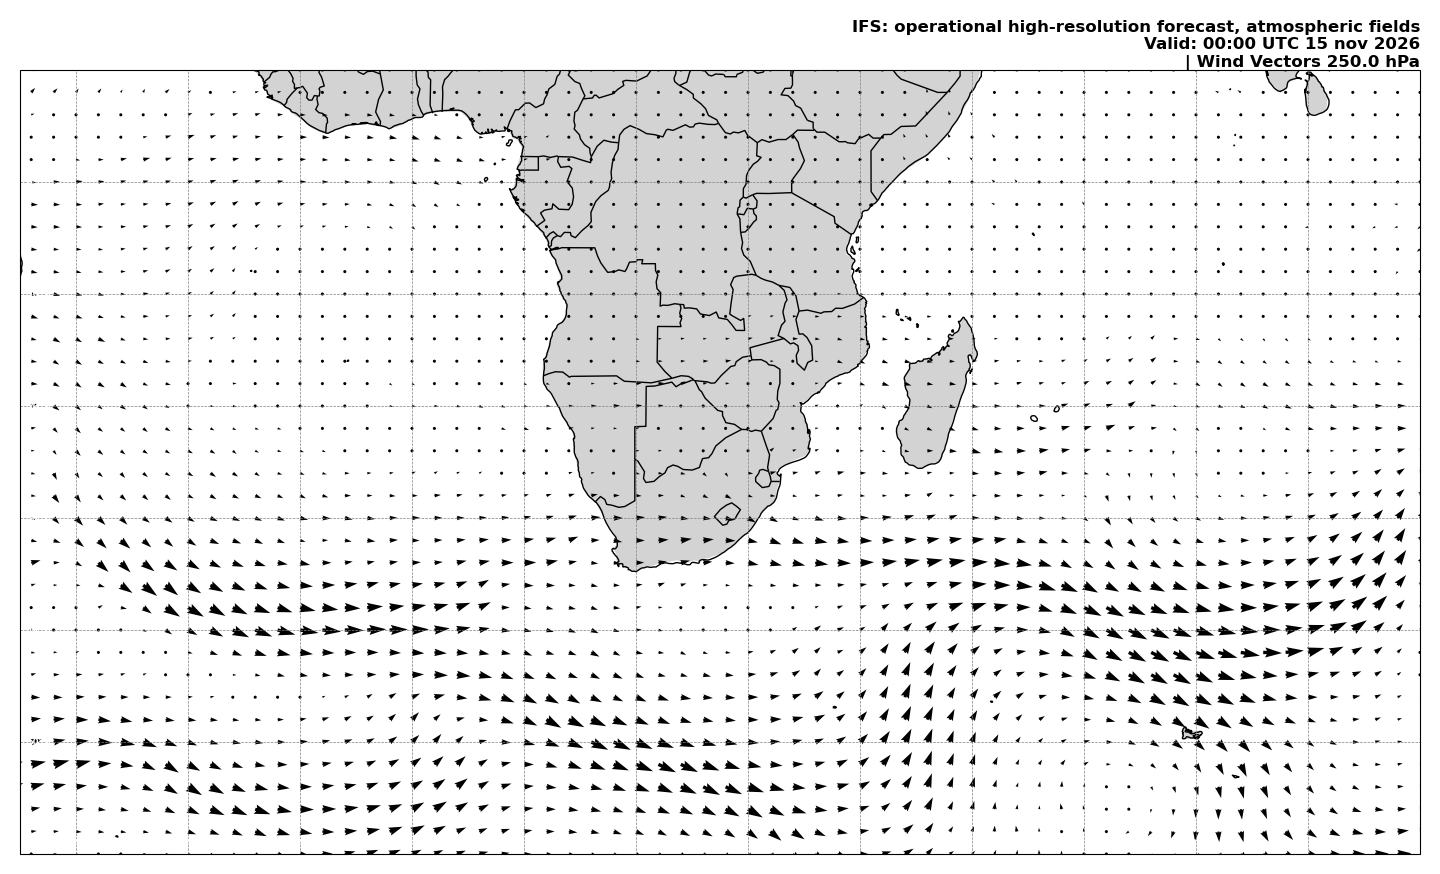 IFS: operational high-resolution forecast, atmospheric fields
Valid: 00:00 UTC 15 nov 2026
| Wind Vectors 250.0 hPa